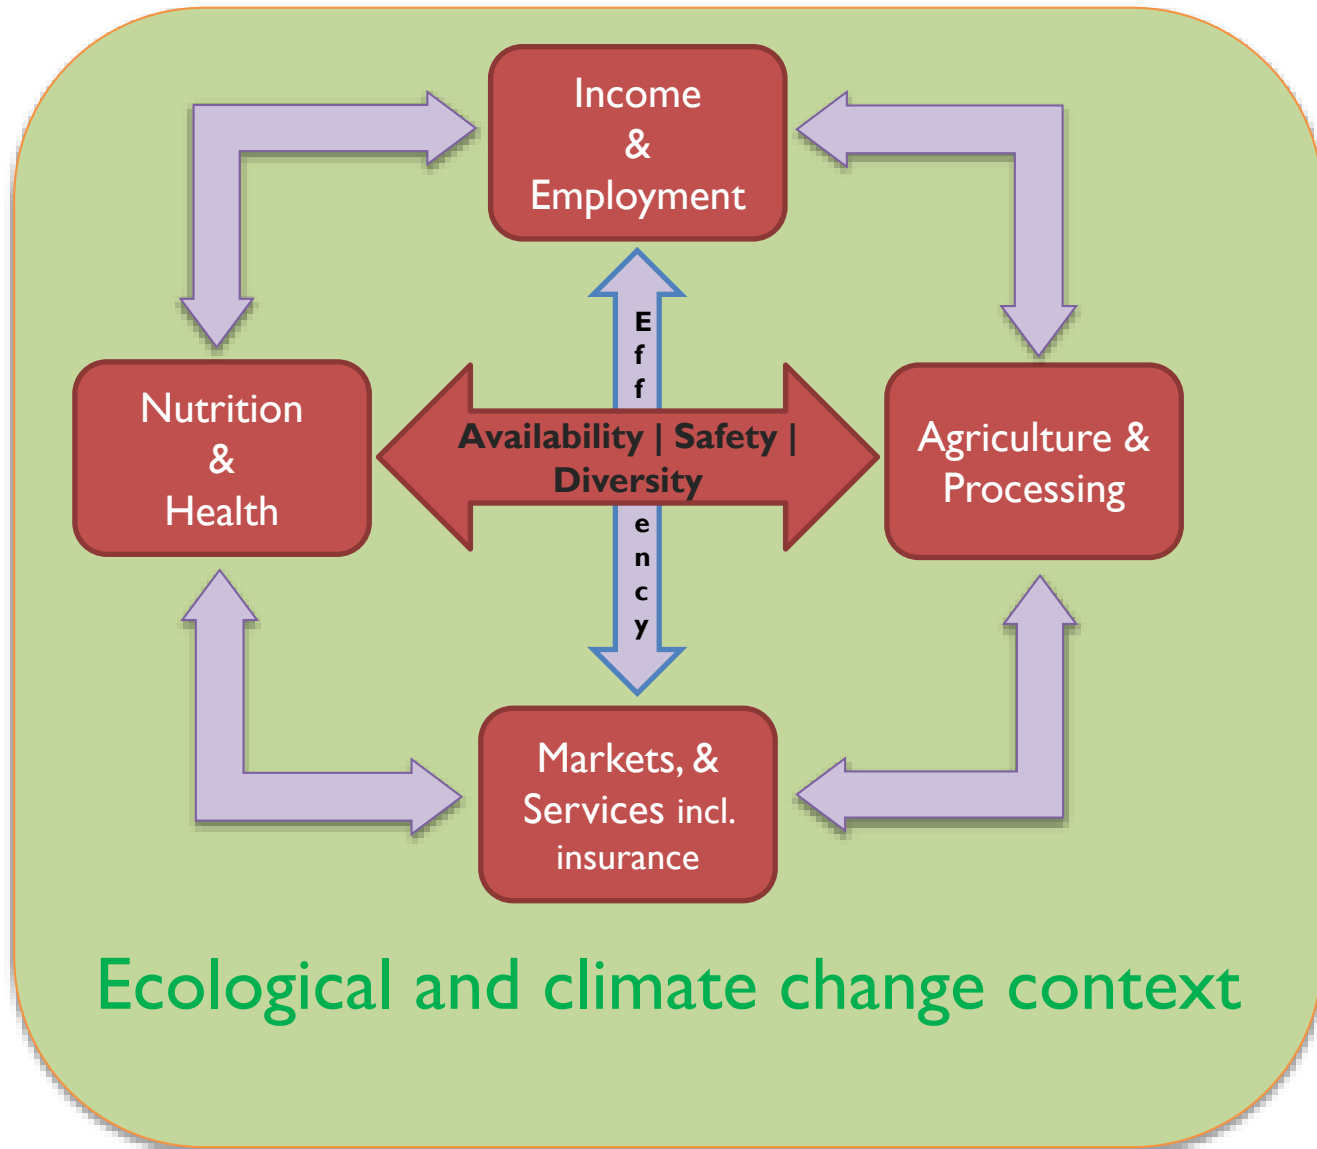 Income
&
Employment
E
f
f
Nutrition
&
Health
Availability | Safety |
Diversity
Agriculture &
Processing
e
n
c
y
Markets, &
Services incl.
insurance
Ecological and climate change context